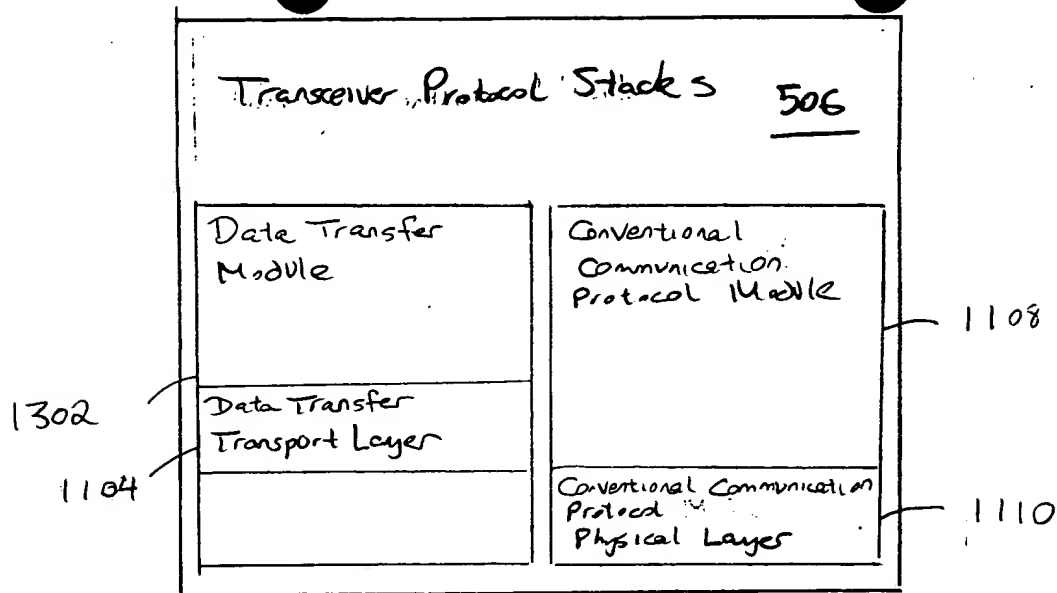 Transceiver Protocol Stacks 506
Data Transfer
Module
Conventional
Communication
Protocol Module
1108
1302
Data Transfer
Transport Layer
1104
Conventional Communication
Protocol
Physical Layer
1110